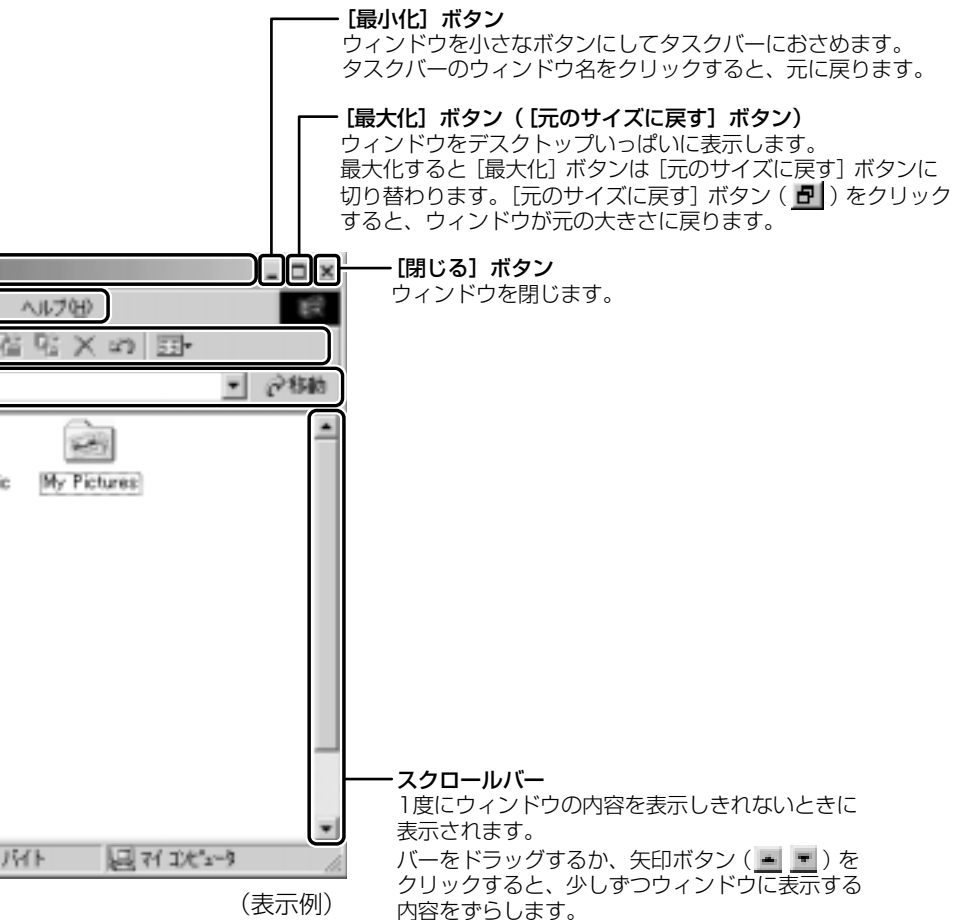 ［最小化］ボタン
ウィンドウを小さなボタンにしてタスクバーにおさめます。
タスクバーのウィンドウ名をクリックすると、元に戻ります。
［最大化］ボタン（［元のサイズに戻す］ボタン）
ウィンドウをデスクトップいっぱいに表示します。
最大化すると［最大化］ボタンは［元のサイズに戻す］ボタンに
切り替わります。［元のサイズに戻す］ボタン（ ）をクリック
すると、ウィンドウが元の大きさに戻ります。
［閉じる］ボタン
ウィンドウを閉じます。
ヘルプ(H)
移動
My Pictures
スクロールバー
1度にウィンドウの内容を表示しきれないときに
表示されます。
バーをドラッグするか、矢印ボタン（ ）を
クリックすると、少しずつウィンドウに表示する
内容をずらします。
バイト
マイ コンピュータ
（表示例）